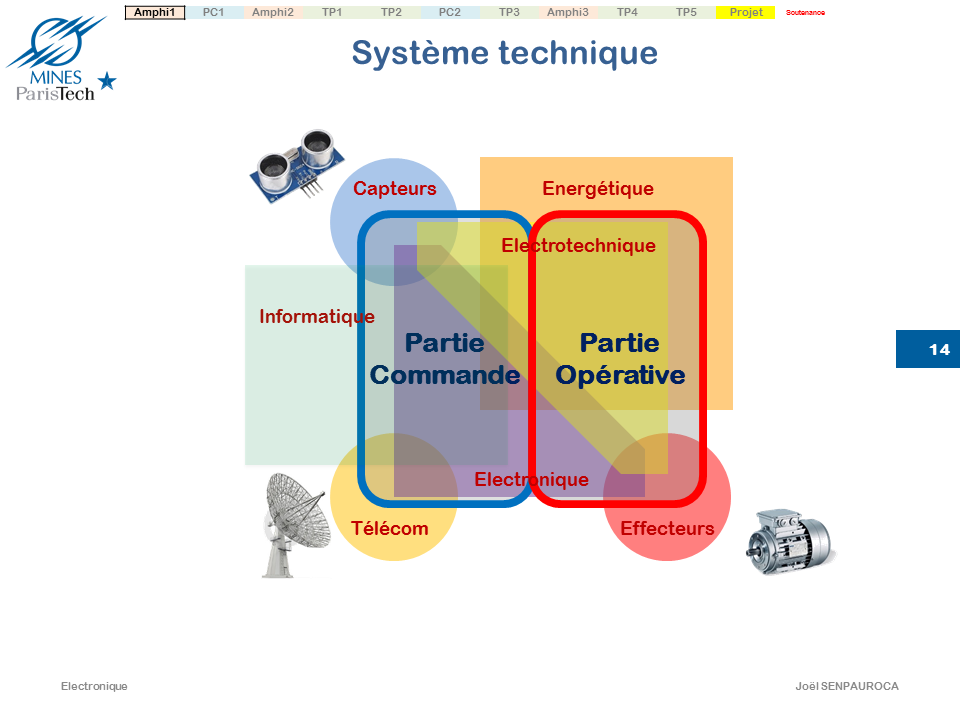 Amphi1 PC1 Amphi2 TP1 TP2 PC2 TP3 Amphi3 TP4 TP5 Projet Soutenance
MINES
ParisTech
Système technique
Capteurs
Energétique
Electrotechnique
Informatique
Partie
Commande
Partie
Opérative
14
Electronique
Télécom
Effecteurs
Electronique
Joël SENPAUROCA